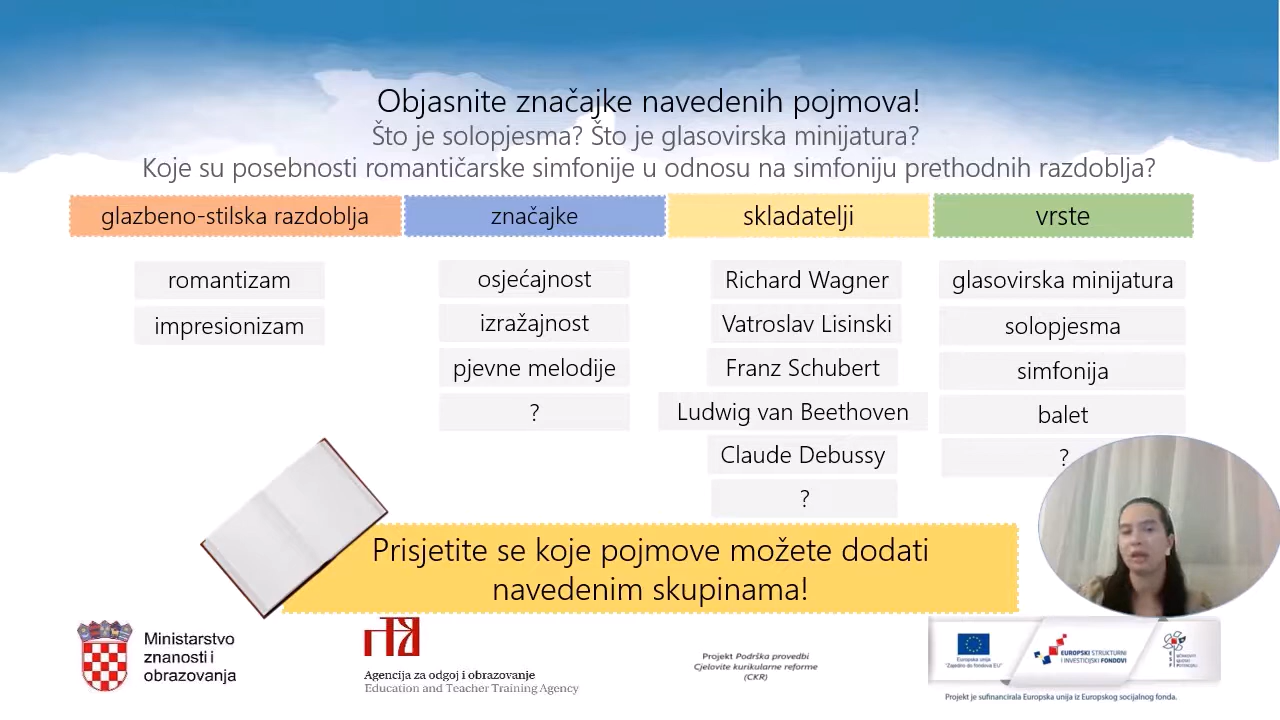 Objasnite značajke navedenih pojmova!
Što je solopjesma? Što je glasovirska minijatura?
Koje su posebnosti romantičarske simfonije u odnosu na simfoniju prethodnih razdoblja?
glazbeno-stilska razdoblja
značajke
skladatelji
vrste
romantizam
impresionizam
osjećajnost
izražajnost
pjevne melodije
?
Richard Wagner
Vatroslav Lisinski
Franz Schubert
Ludwig van Beethoven
Claude Debussy
?
glasovirska minijatura
solopjesma
simfonija
balet
?
Prisjetite se koje pojmove možete dodati
navedenim skupinama!
Ministarstvo
znanosti i
obrazovanja
Agencija za odgoj i obrazovanje
Education and Teacher Training Agency
Projekt Podrška provedbi
Cjelovite kurikularne reforme
(CKR)
Europska unija
"Zajedno do fondova EU"
EUROPSKI STRUKTURNI
I INVESTICIJSKI FONDOVI
Projekt je sufinancirala Europska unija iz Europskog socijalnog fonda.